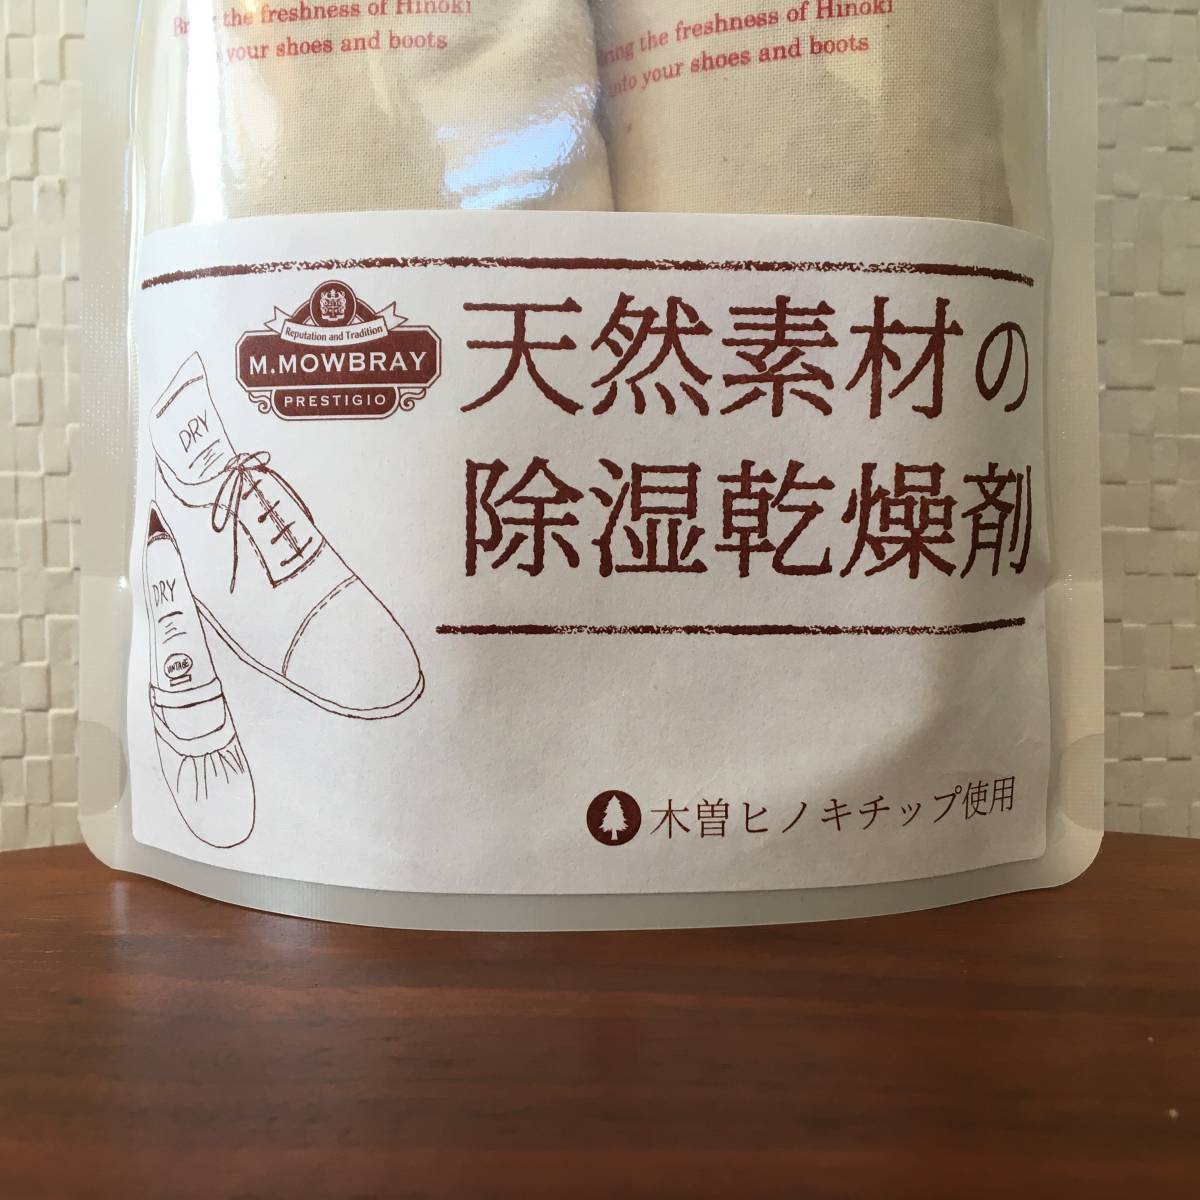 the freshness of Hinoki
your shoes and boots
the freshness of Hinoki
into your shoes and boots
Reputation and Tradition
M.MOWBRAY
PRESTIGIO
天然素材の
除湿乾燥剤
DRY
DRY
VINTAGE
木曽ヒノキチップ使用